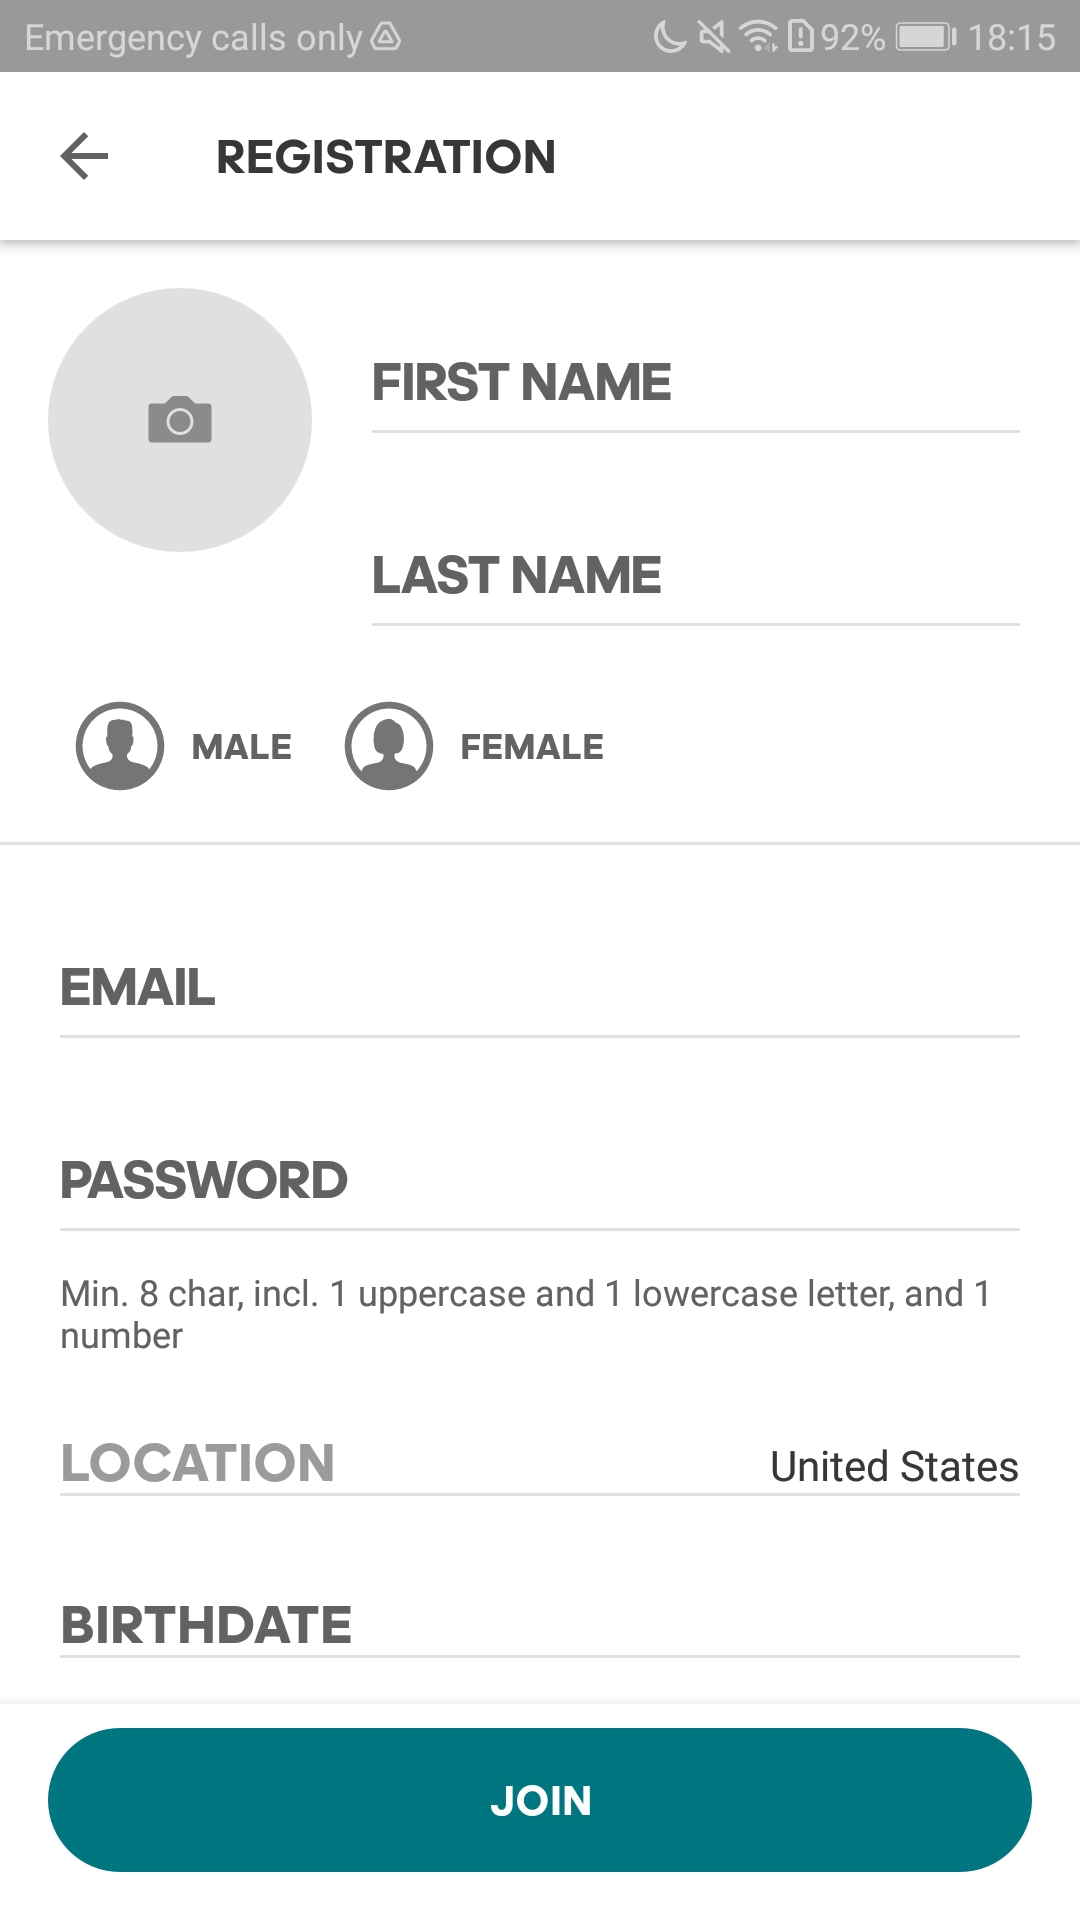 Emergency calls only 92% 18:15
REGISTRATION
FIRST NAME
LAST NAME
MALE FEMALE
EMAIL
PASSWORD
Min. 8 char, incl. 1 uppercase and 1 lowercase letter, and 1
number
LOCATION United States
BIRTHDATE
JOIN